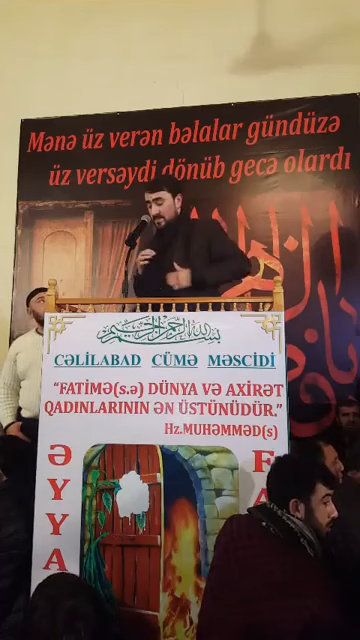 Mənə üz verən bəlalar gündüzə
üz versəydi dönüb gecə olardı
بسم الله الرحمن الرحيم
CƏLİLABAD CÜMƏ MƏSCİDİ
“FATİMƏ(s.ə) DÜNYA VƏ AXİRƏT
QADINLARININ ƏN ÜSTÜNÜDÜR.”
Hz.MUHƏMMƏD(s)
ƏYYA
FA